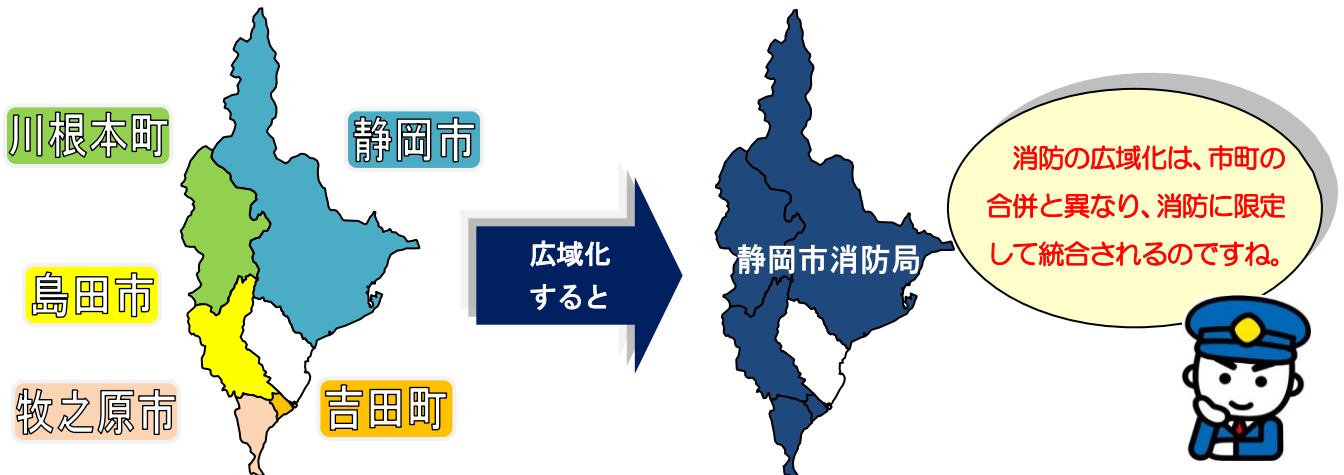 川根本町
静岡市
島田市
牧之原市
吉田町
広域化
すると
静岡市消防局
消防の広域化は、市町の
合併と異なり、消防に限定
して統合されるのですね。